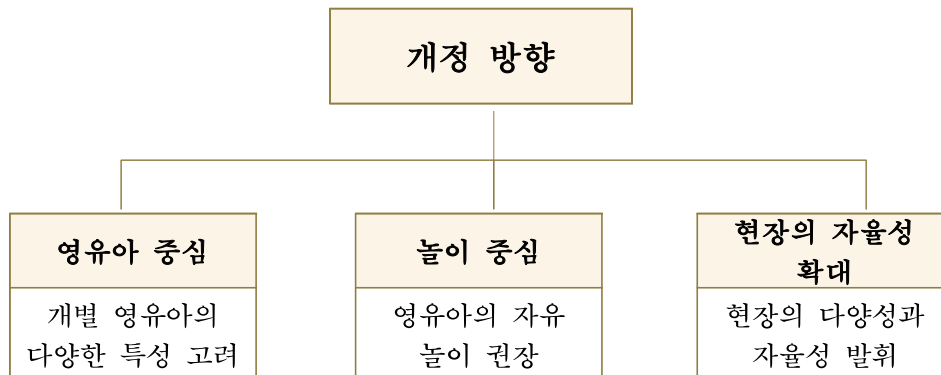 개정 방향
영유아 중심
개별 영유아의
다양한 특성 고려
놀이 중심
영유아의 자유
놀이 권장
현장의 자율성
확대
현장의 다양성과
자율성 발휘